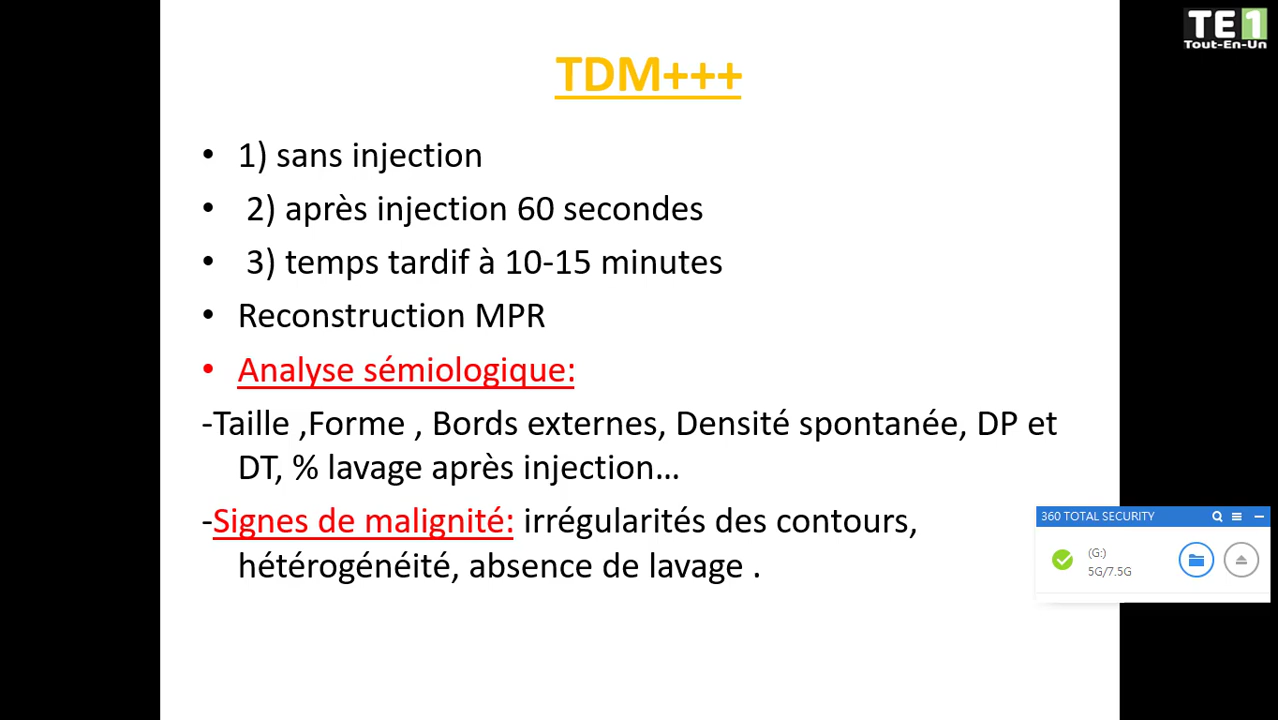 TE1
Tout-En-Un
TDM+++
• 1) sans injection
• 2) après injection 60 secondes
• 3) temps tardif à 10-15 minutes
• Reconstruction MPR
• Analyse sémiologique:
-Taille ,Forme , Bords externes, Densité spontanée, DP et
DT, % lavage après injection...
-Signes de malignité: irrégularités des contours,
hétérogénéité, absence de lavage .
360 TOTAL SECURITY
(G:)
5G/7.5G